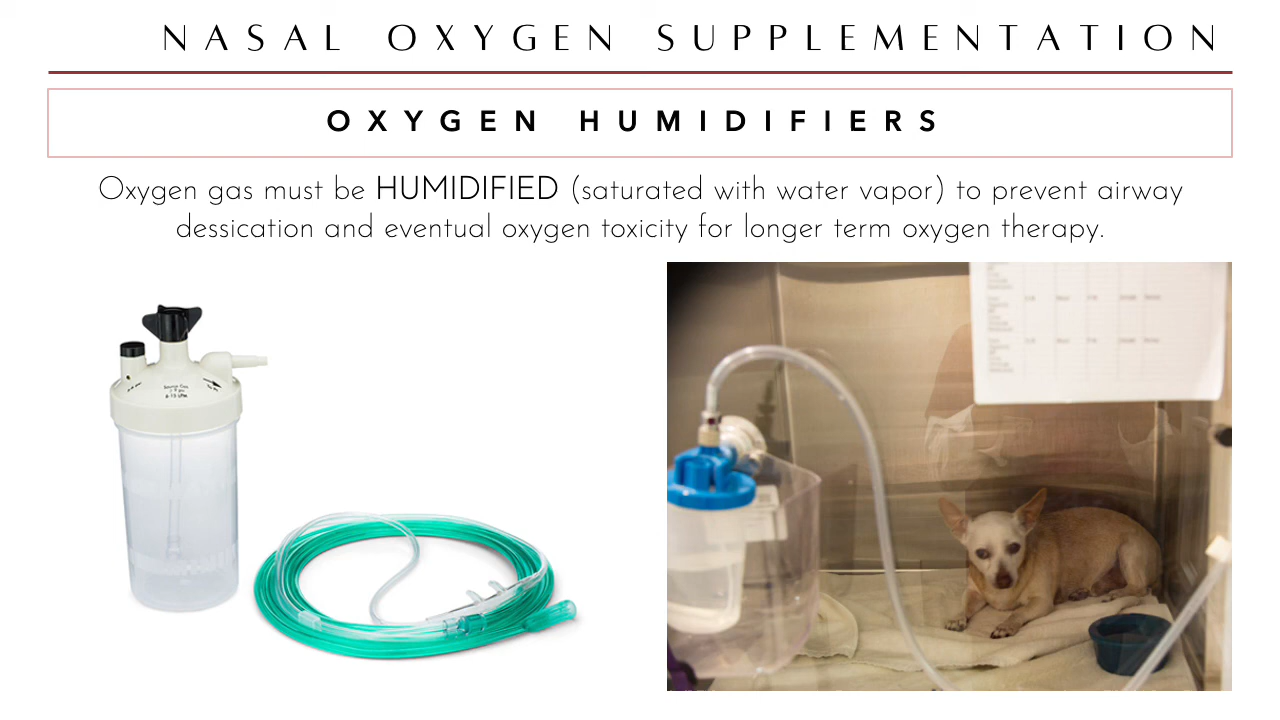 NASAL OXYGEN SUPPLEMENTATION
OXYGEN HUMIDIFIERS
Oxygen gas must be HUMIDIFIED (saturated with water vapor) to prevent airway
dessication and eventual oxygen toxicity for longer term oxygen therapy.